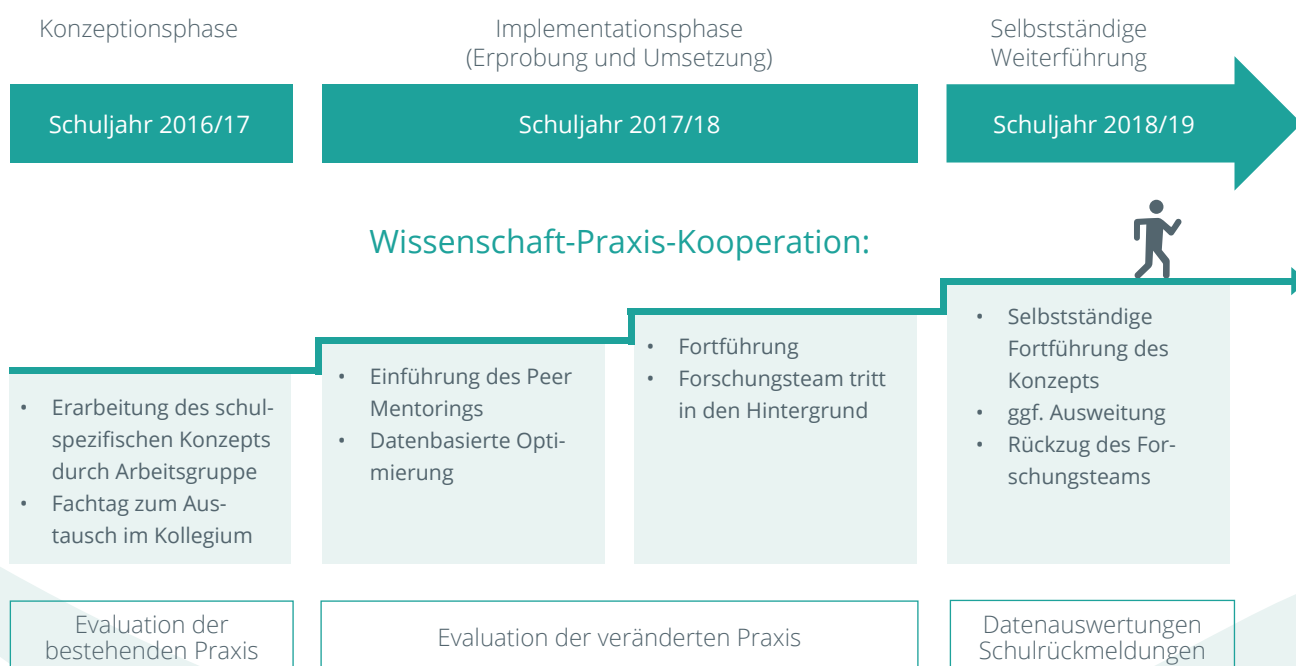 Konzeptionsphase
Implementationsphase
(Erprobung und Umsetzung)
Selbstständige
Weiterführung
Schuljahr 2016/17
Schuljahr 2017/18
Schuljahr 2018/19
Wissenschaft-Praxis-Kooperation:
• Erarbeitung des schul-
spezifischen Konzepts
durch Arbeitsgruppe
• Fachtag zum Aus-
tausch im Kollegium
• Einführung des Peer
Mentorings
• Datenbasierte Opti-
mierung
• Fortführung
• Forschungsteam tritt
in den Hintergrund
• Selbstständige
Fortführung des
Konzepts
• ggf. Ausweitung
• Rückzug des For-
schungsteams
Evaluation der
bestehenden Praxis
Evaluation der veränderten Praxis
Datenauswertungen
Schulrückmeldungen